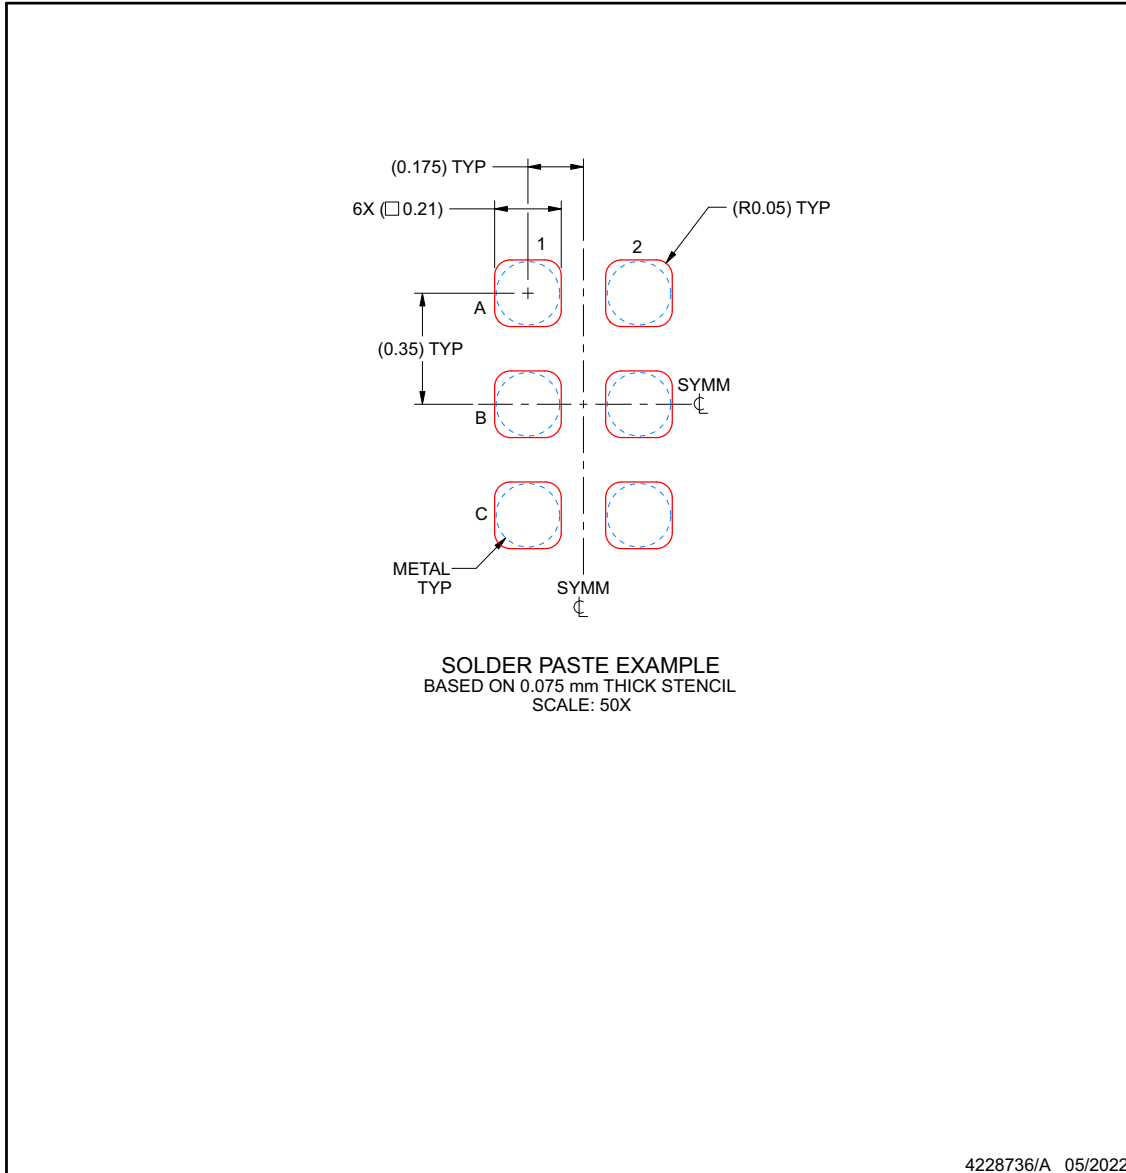 (0.175) TYP
6X (□ 0.21)
(R0.05) TYP
1
2
A
(0.35) TYP
SYMM
B
C
METAL
TYP
SYMM
SOLDER PASTE EXAMPLE
BASED ON 0.075 mm THICK STENCIL
SCALE: 50X
4228736/A 05/2022